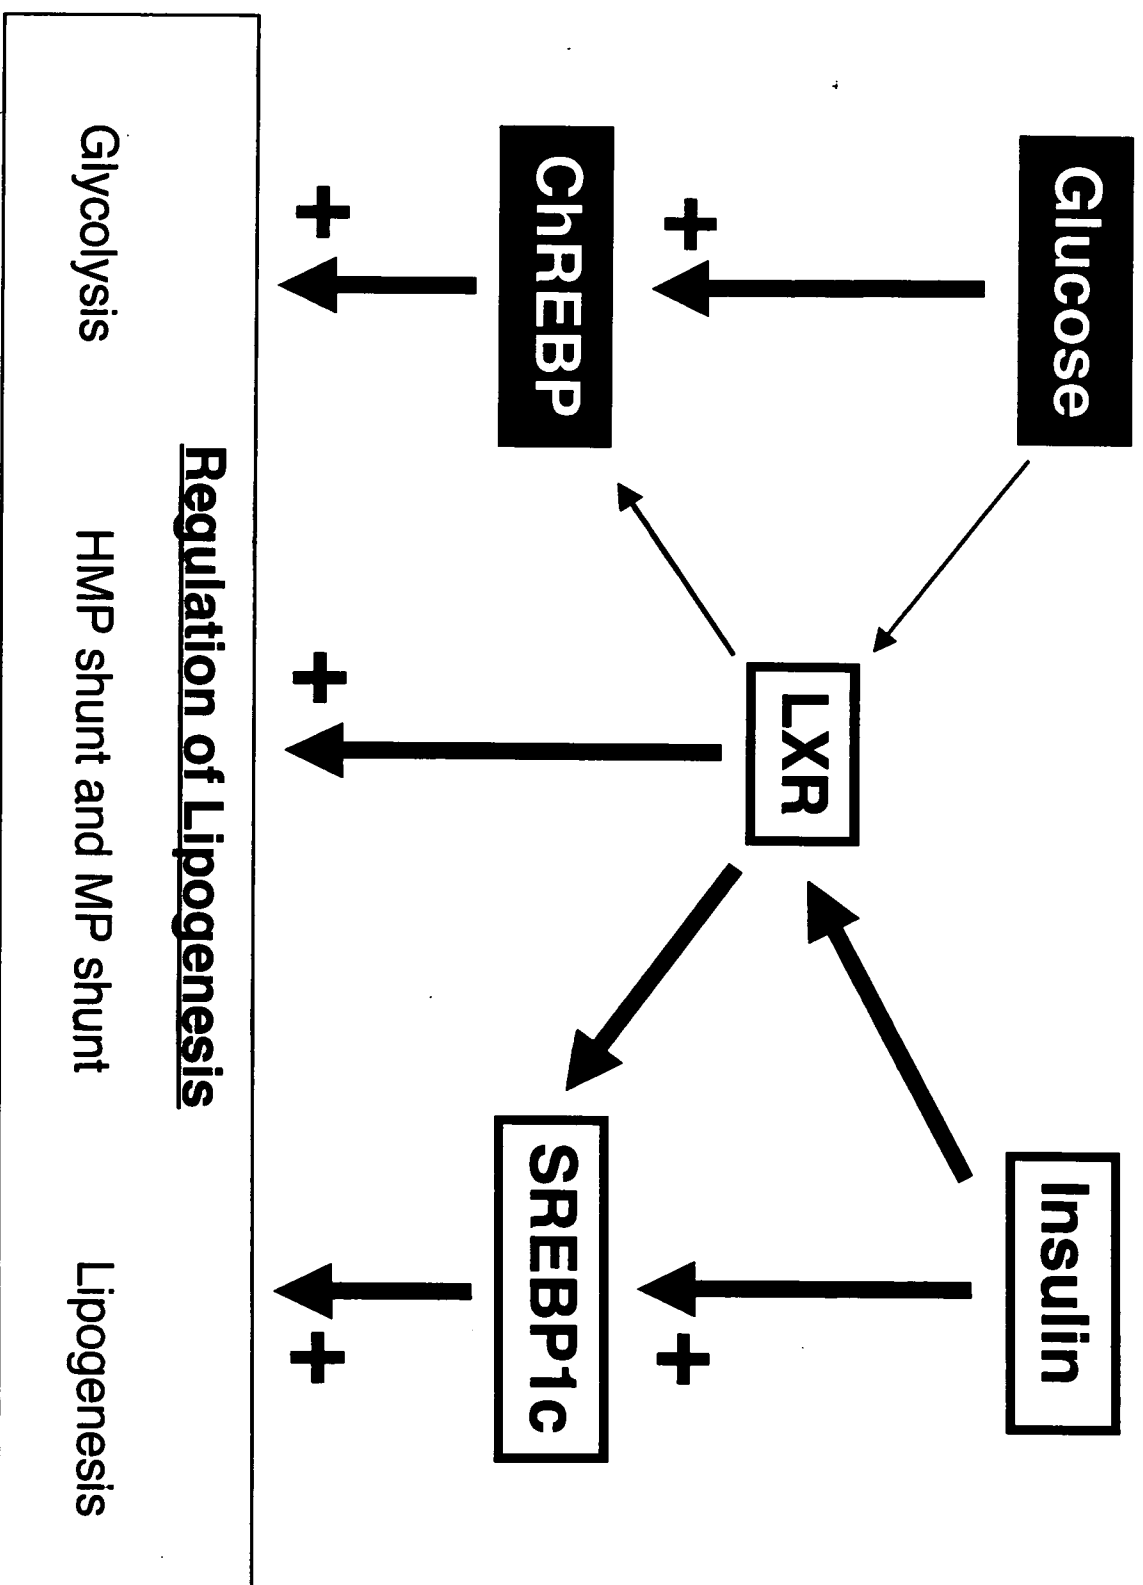 Glucose
Insulin
+
+
LXR
ChREBP
SREBP1c
+
+
+
Regulation of Lipogenesis
Glycolysis
HMP shunt and MP shunt
Lipogenesis